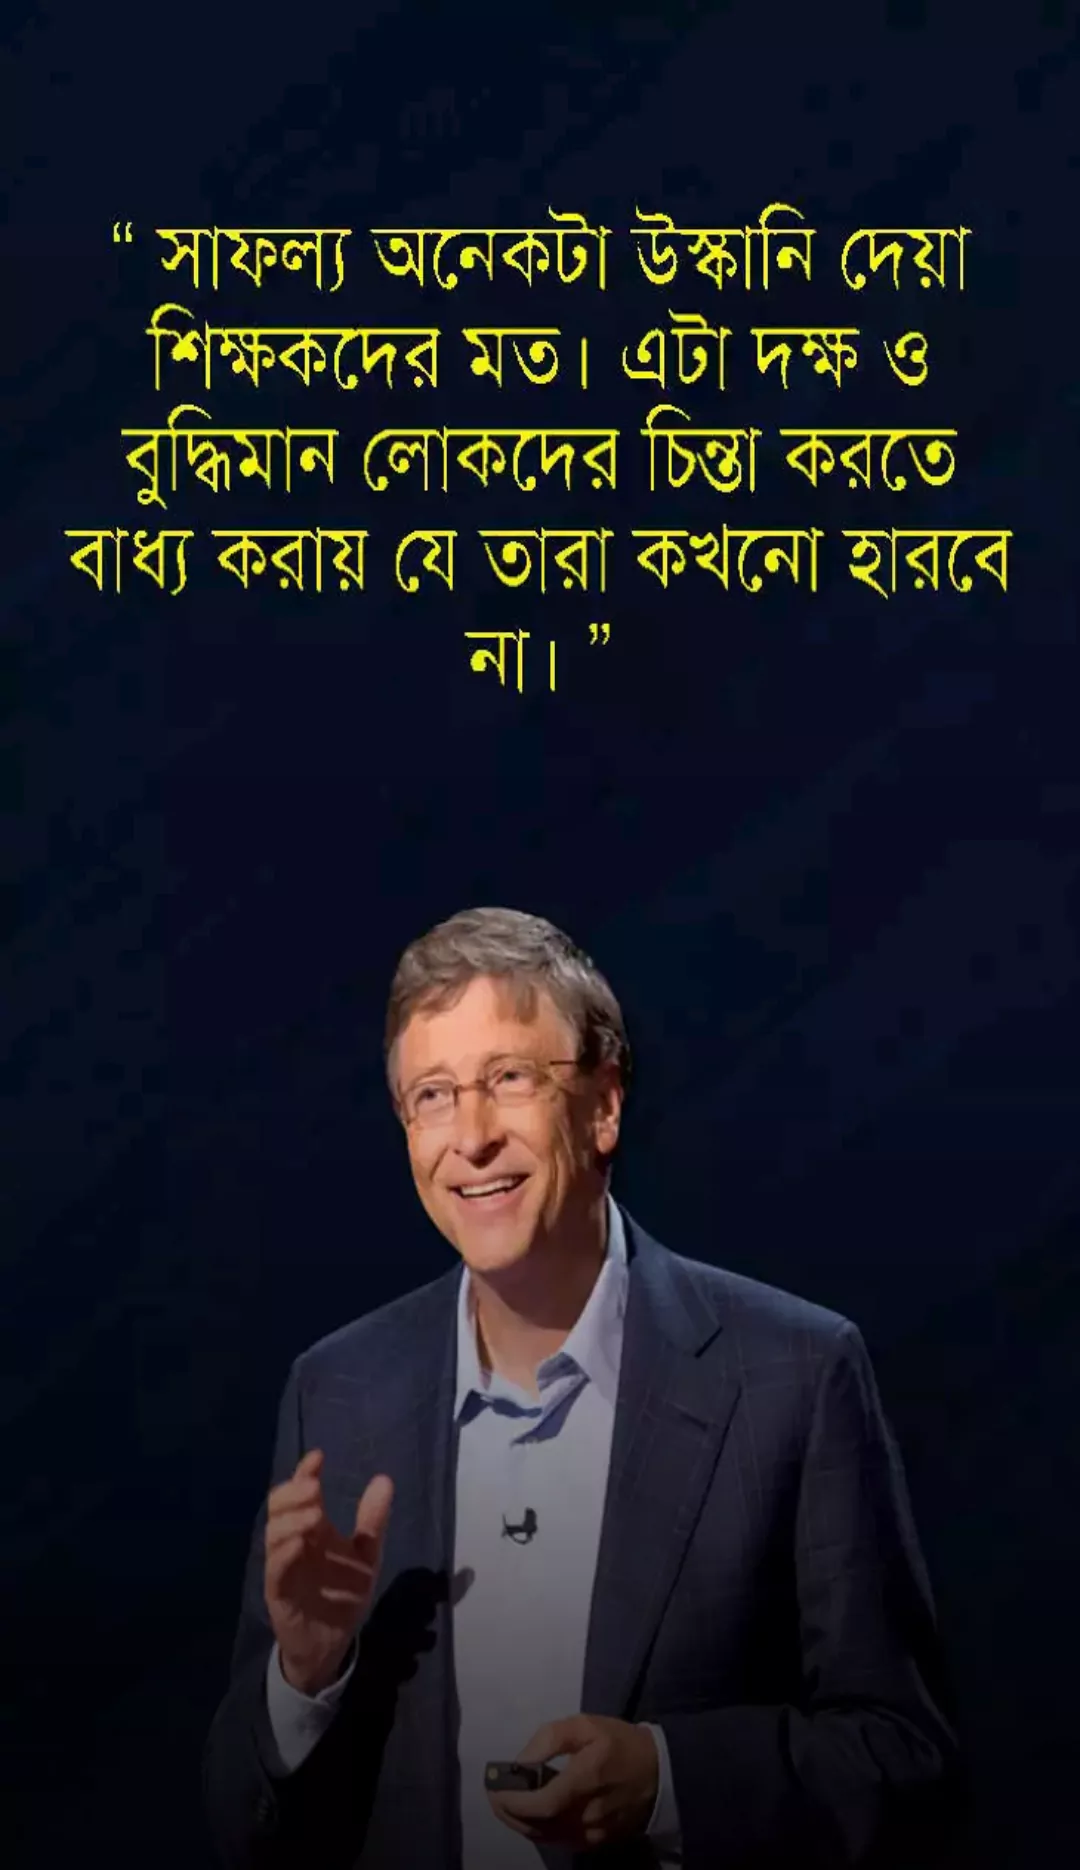 “ সাফল্য অনেকটা উস্কানি দেয়া
শিক্ষকদের মত। এটা দক্ষ ও
বুদ্ধিমান লোকদের চিন্তা করতে
বাধ্য করায় যে তারা কখনো হারবে
না। ”